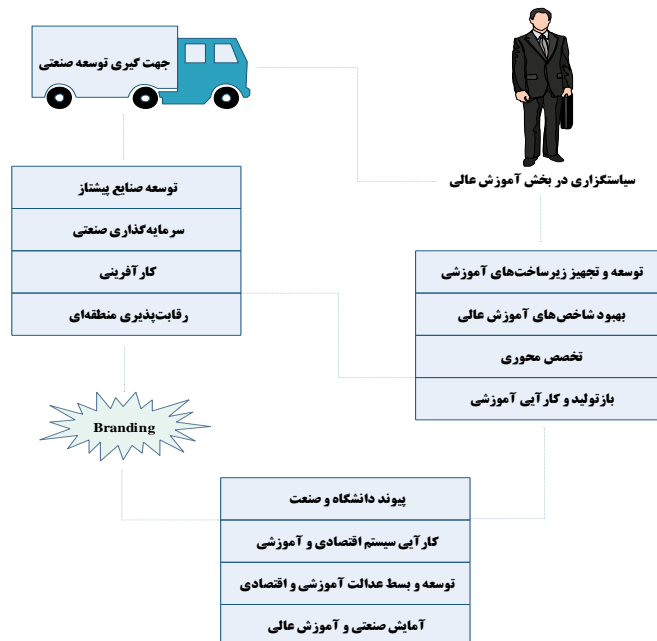 جهت گیری توسعه صنعتی
سیاستگزاری در بخش آموزش عالی
توسعه صنایع پیشتاز
سرمایه‌گذاری صنعتی
کارآفرینی
رقابت‌پذیری منطقه‌ای
توسعه و تجهیز زیرساخت‌های آموزشی
بهبود شاخص‌های آموزش عالی
تخصص محوری
بازتولید و کارآیی آموزشی
Branding
پیوند دانشگاه و صنعت
کارآیی سیستم اقتصادی و آموزشی
توسعه و بسط عدالت آموزشی و اقتصادی
آمایش صنعتی و آموزش عالی